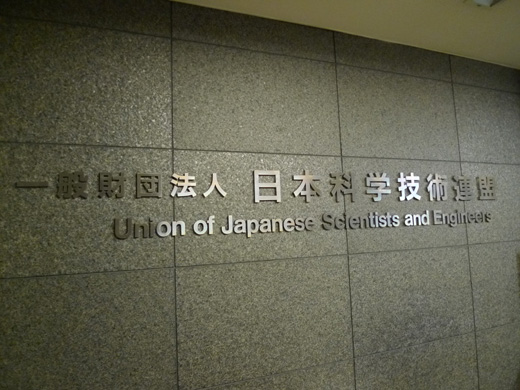 一般財団法人 日本科学技術連盟
Union of Japanese Scientists and Engineers